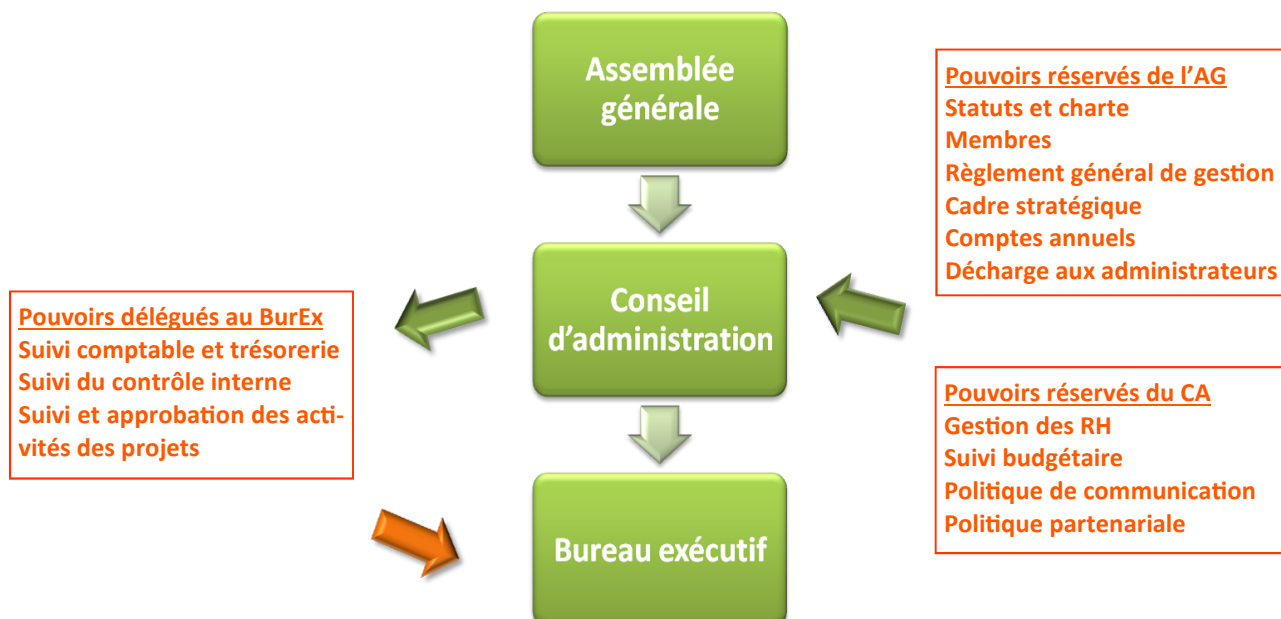 Assemblée
générale
Pouvoirs réservés de l’AG
Statuts et charte
Membres
Règlement général de gestion
Cadre stratégique
Comptes annuels
Décharge aux administrateurs
Conseil
d’administration
Pouvoirs délégués au BurEx
Suivi comptable et trésorerie
Suivi du contrôle interne
Suivi et approbation des acti-
vités des projets
Pouvoirs réservés du CA
Gestion des RH
Suivi budgétaire
Politique de communication
Politique partenariale
Bureau exécutif